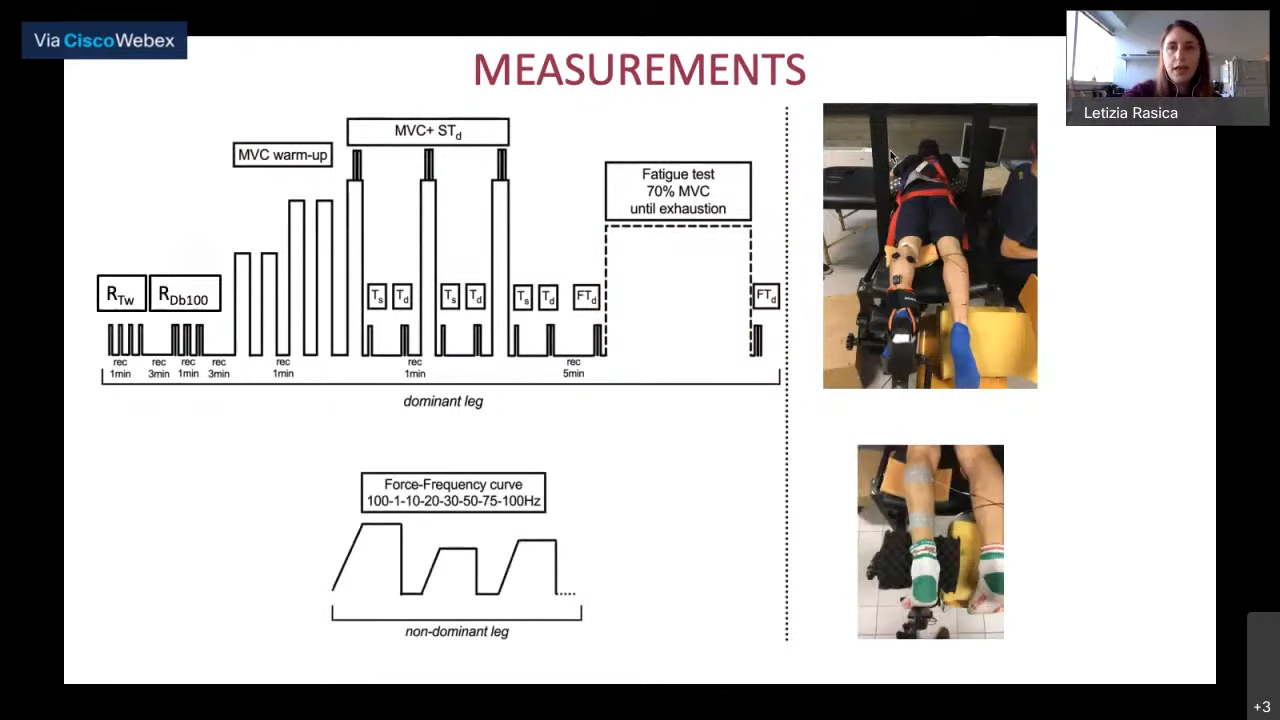 Via Cisco Webex
MEASUREMENTS
Letizia Rasica
MVC+ STd
MVC warm-up
Fatigue test
70% MVC
until exhaustion
RTw
RDb100
Ts
Td
Ts
Td
Ts
Td
FTd
FTd
rec
1min
rec
3min
rec
1min
rec
3min
rec
1min
rec
1min
rec
5min
dominant leg
Force-Frequency curve
100-1-10-20-30-50-75-100Hz
non-dominant leg
+3